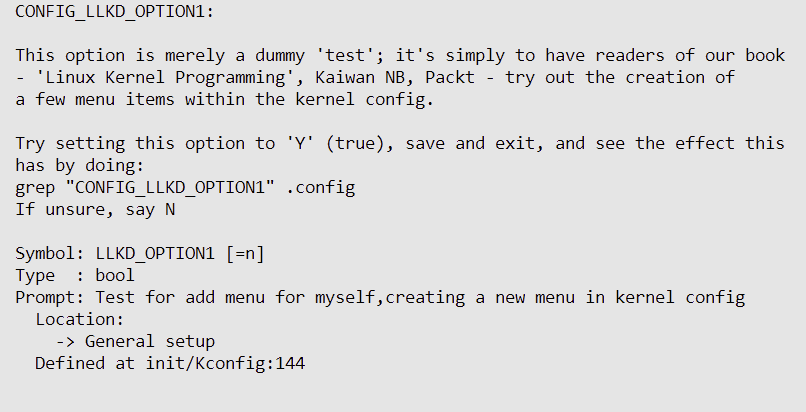 CONFIG_LLKD_OPTION1:
This option is merely a dummy 'test'; it's simply to have readers of our book
- 'Linux Kernel Programming', Kaiwan NB, Packt - try out the creation of
a few menu items within the kernel config.
Try setting this option to 'Y' (true), save and exit, and see the effect this
has by doing:
grep "CONFIG_LLKD_OPTION1" .config
If unsure, say N
Symbol: LLKD_OPTION1 [=n]
Type  : bool
Prompt: Test for add menu for myself,creating a new menu in kernel config
  Location:
    -> General setup
  Defined at init/Kconfig:144